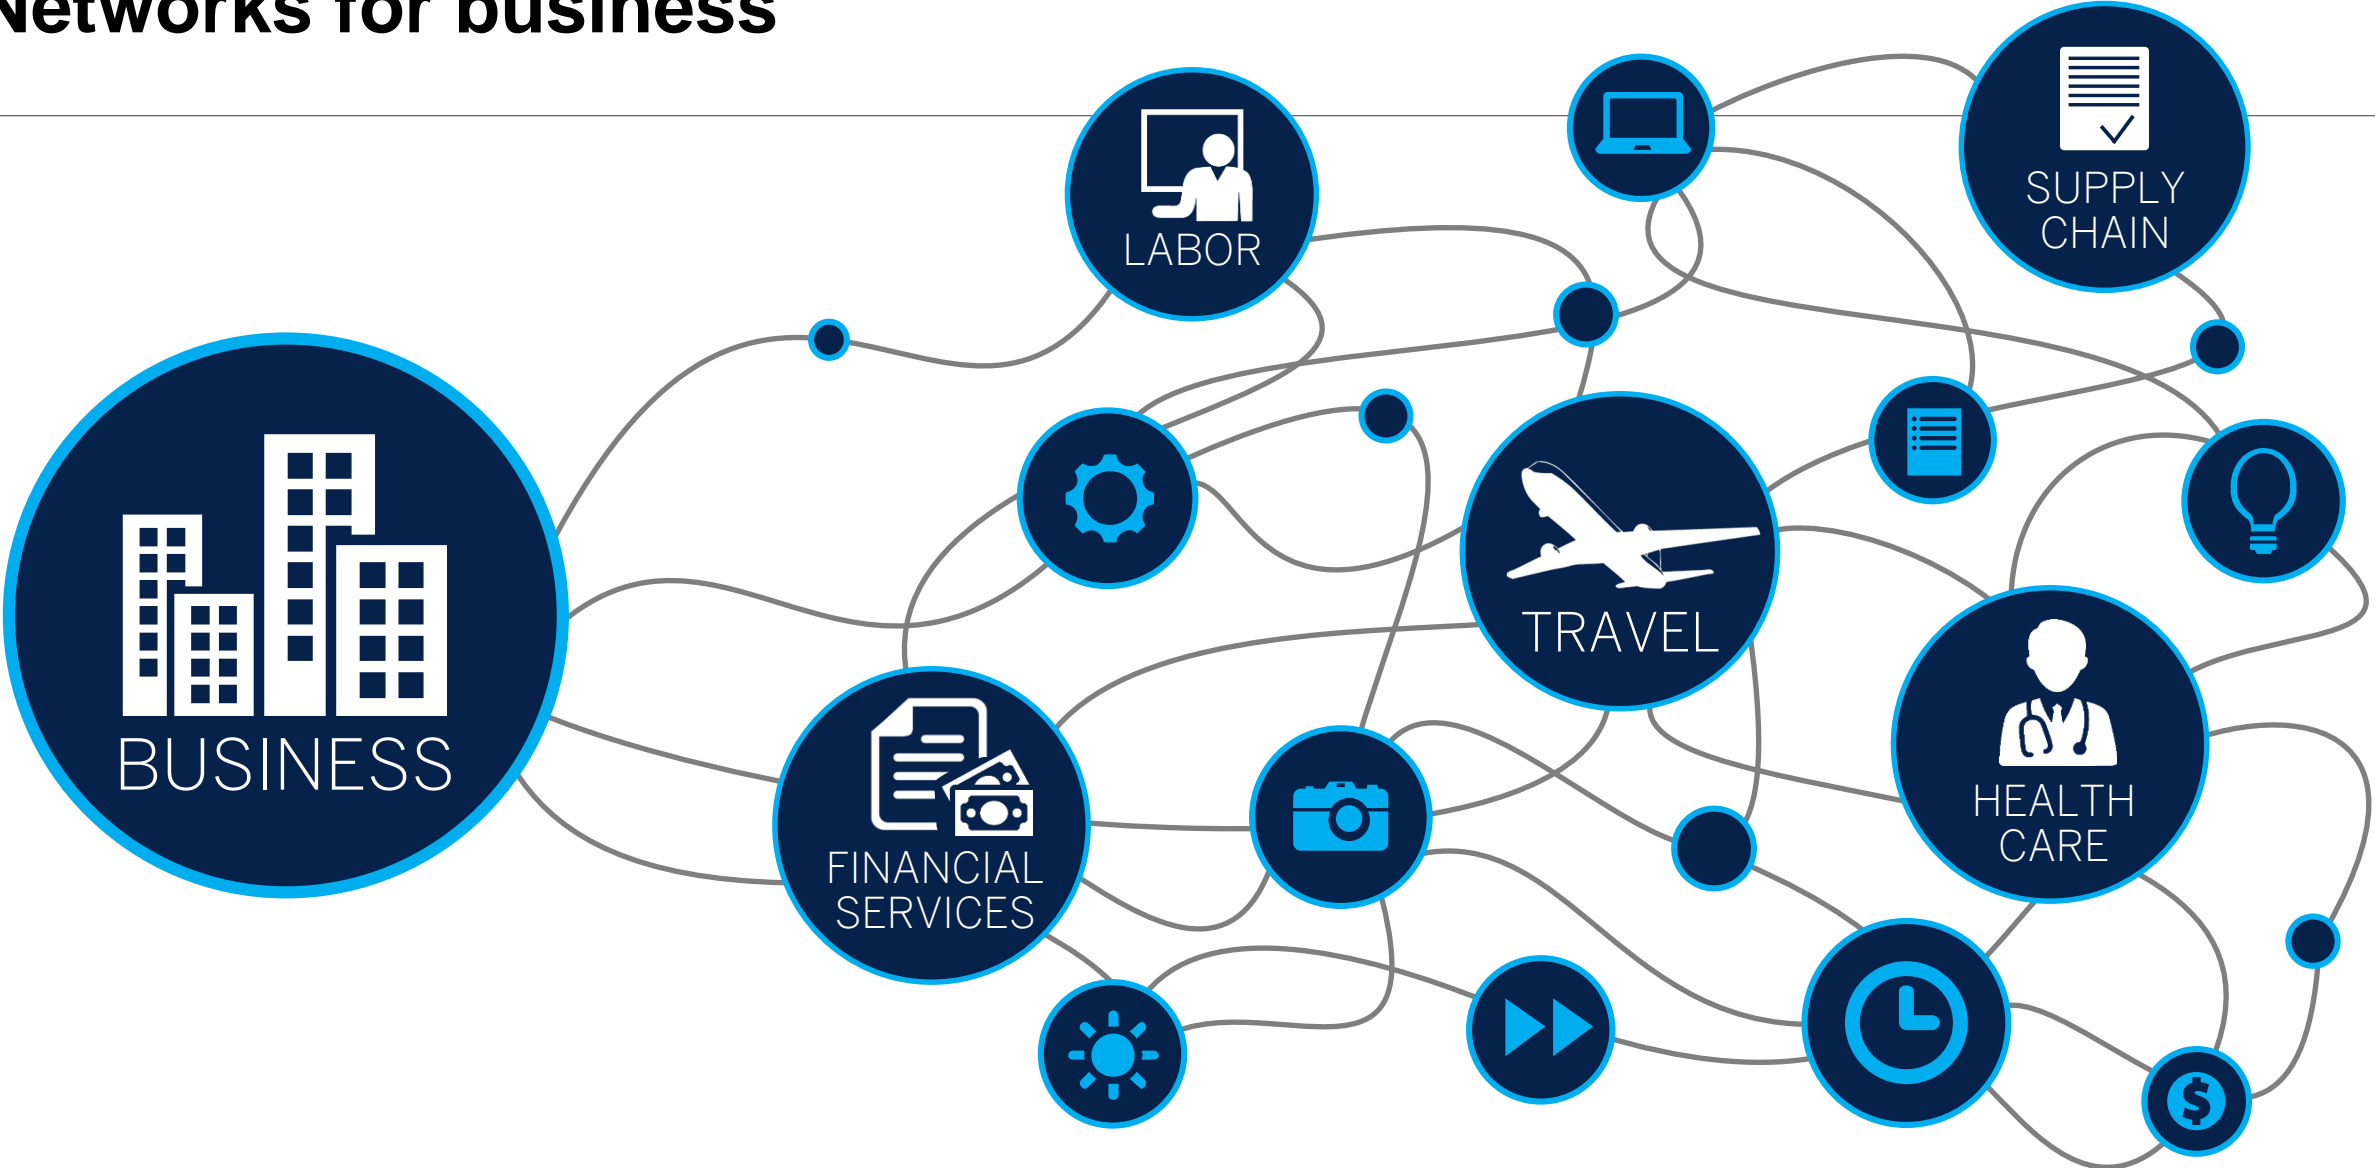 Networks for business
LABOR
SUPPLY
CHAIN
BUSINESS
TRAVEL
FINANCIAL
SERVICES
HEALTH
CARE
$